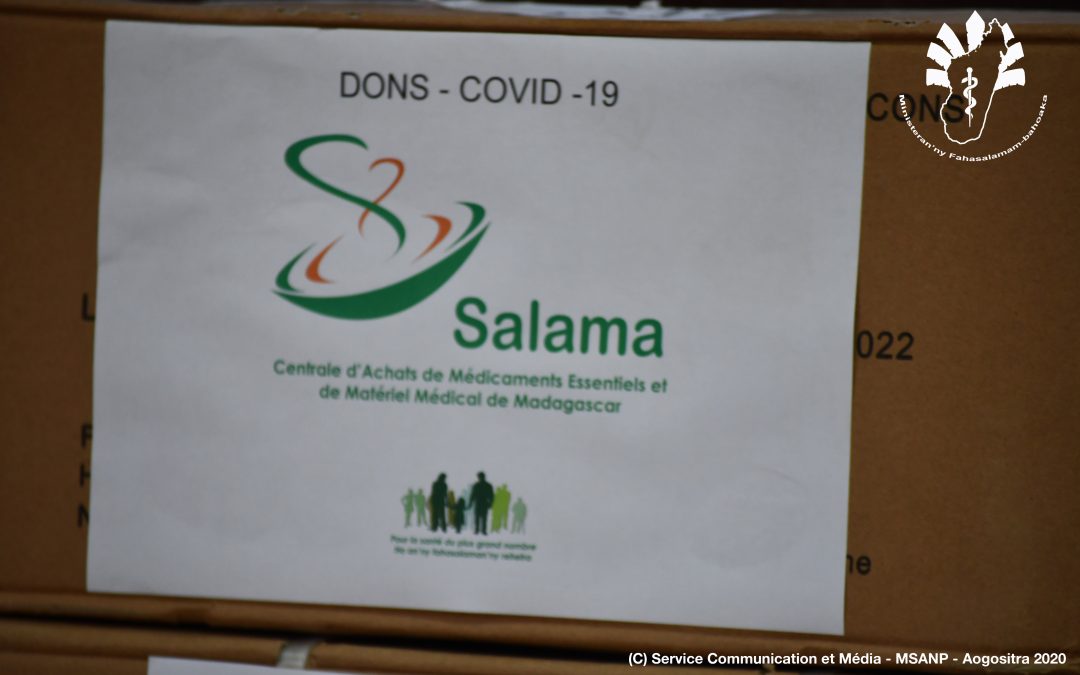 DONS - COVID -19
Salama
Centrale d'Achats de Médicaments Essentiels et
de Matériel Médical de Madagascar
Pour la santé du plus grand nombre
Ho an'ny fahasalaman'ny rehetra
CONS
022
ne
Ministeran'ny Fahasalamam-bahoaka
(C) Service Communication et Média - MSANP - Aogositra 2020